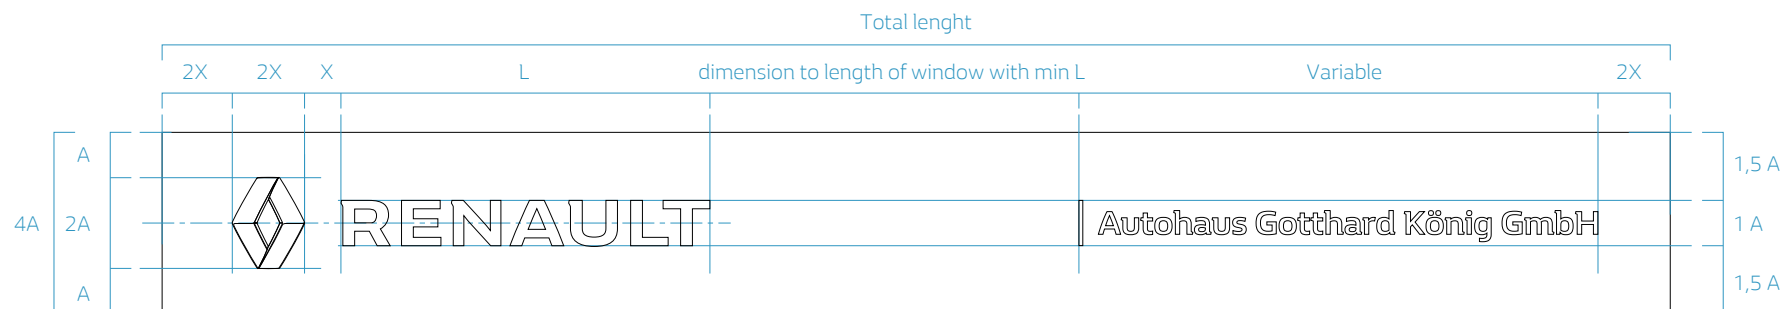 Total lenght
2X 2X X L dimension to length of window with min L Variable 2X
A 1,5 A
4A 2A RENAULT Autohaus Gotthard König GmbH 1 A
A 1,5 A